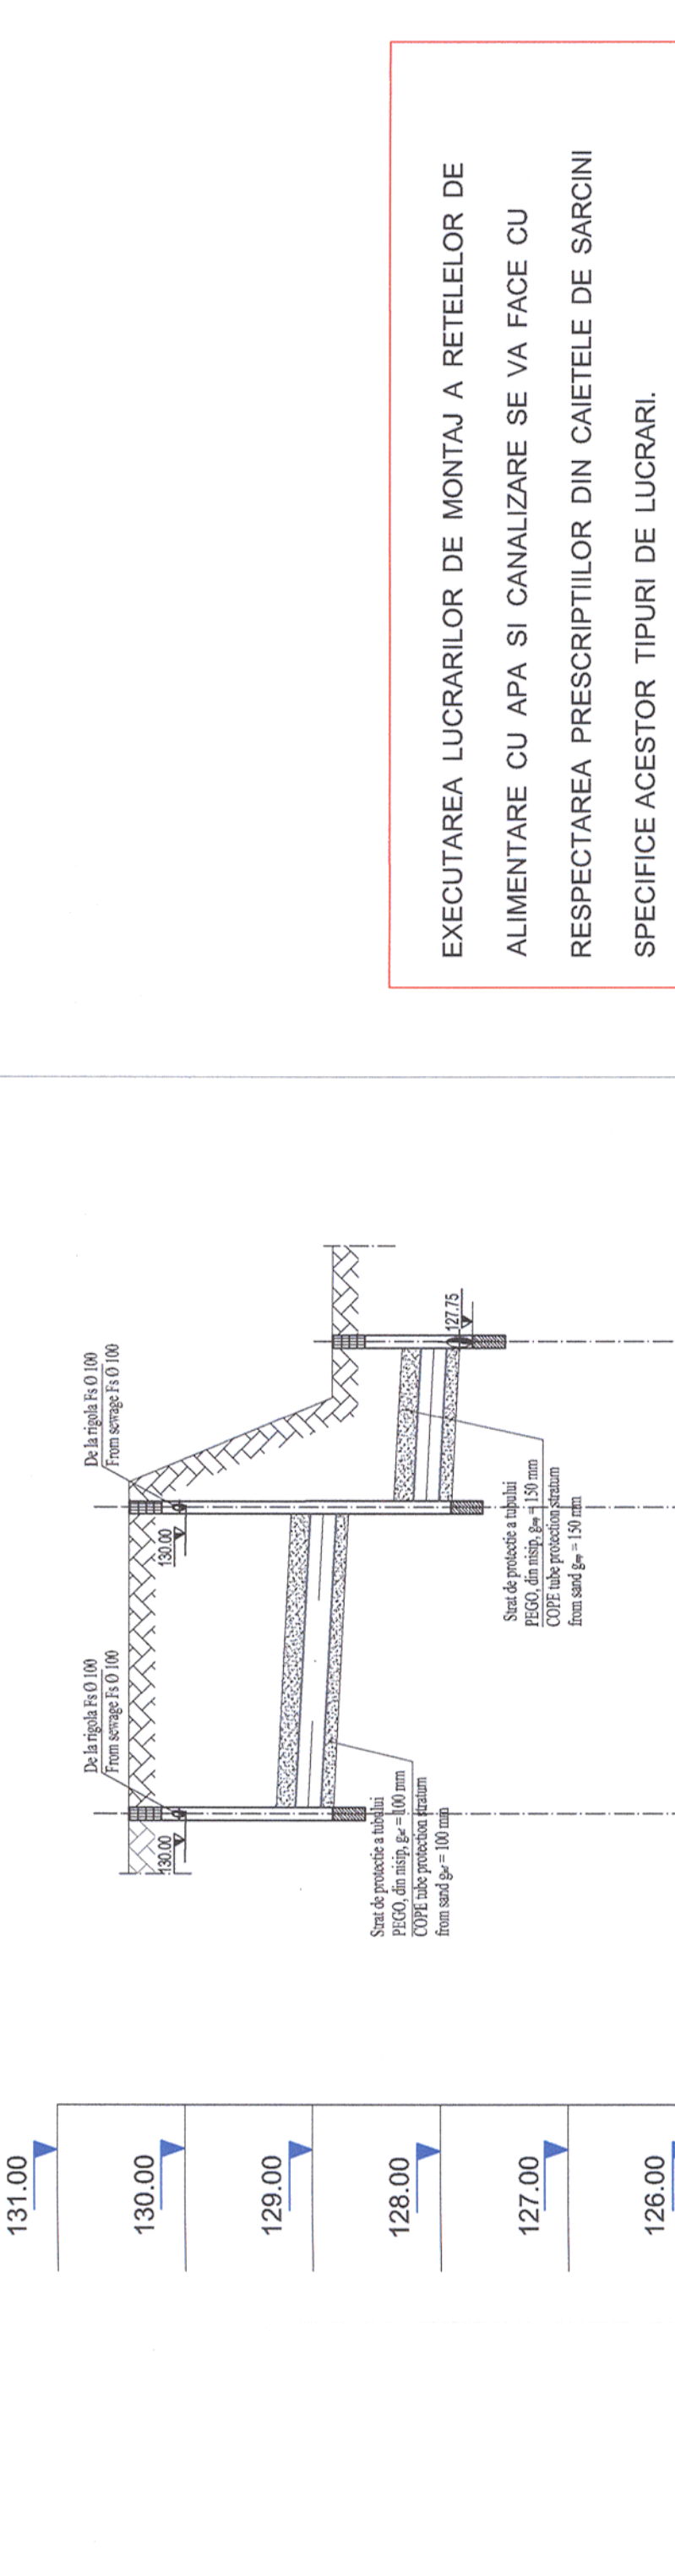 131.00
130.00
129.00
128.00
127.00
126.00
De la rigola Fs Ø 100
From sewage Fs Ø 100
130.00
De la rigola Fs Ø 100
From sewage Fs Ø 100
130.00
127.75
Strat de protectie a tubului
PEGO, din nisip, = 100 mm
COPE tube protection stratum
from sand = 100 mm
Strat de protectie a tubului
PEGO, din nisip, = 150 mm
COPE tube protection stratum
from sand = 150 mm
EXECUTAREA LUCRARILOR DE MONTAJ A RETELELOR DE
ALIMENTARE CU APA SI CANALIZARE SE VA FACE CU
RESPECTAREA PRESCRIPTIILOR DIN CAIETELE DE SARCINI
SPECIFICE ACESTOR TIPURI DE LUCRARI.